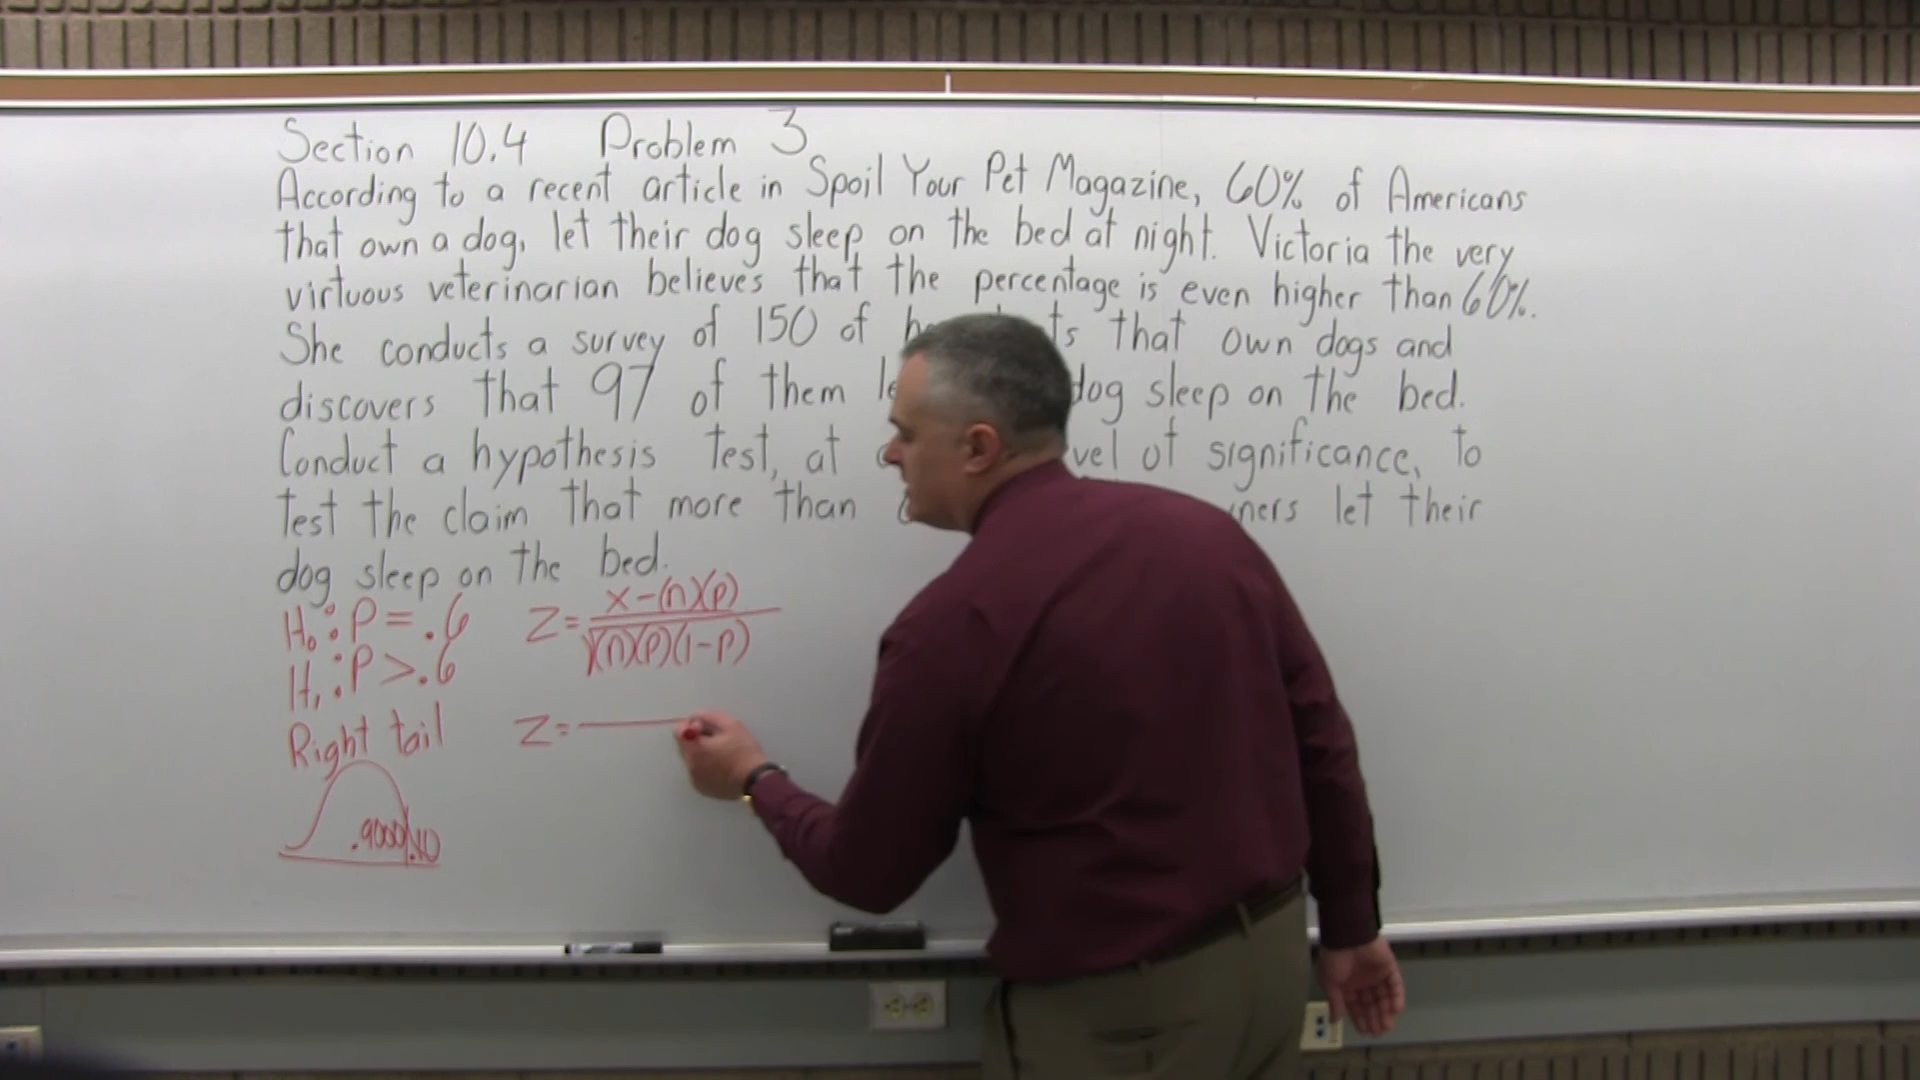 Section 10.4 Problem 3
According to a recent article in Spoil Your Pet Magazine, 60% of Americans
that own a dog, let their dog sleep on the bed at night. Victoria the very
virtuous veterinarian believes that the percentage is even higher than 60%.
She conducts a survey of 150 of that own dogs and
discovers that 97 of them dog sleep on the bed.
Conduct a hypothesis test, at of significance, to
test the claim that more than let their
dog sleep on the bed.
H₀: P = .6
H₁: P > .6
Right tail
.9000 .10
Z = x-(n)(p)
√(n)(p)(1-p)
Z =